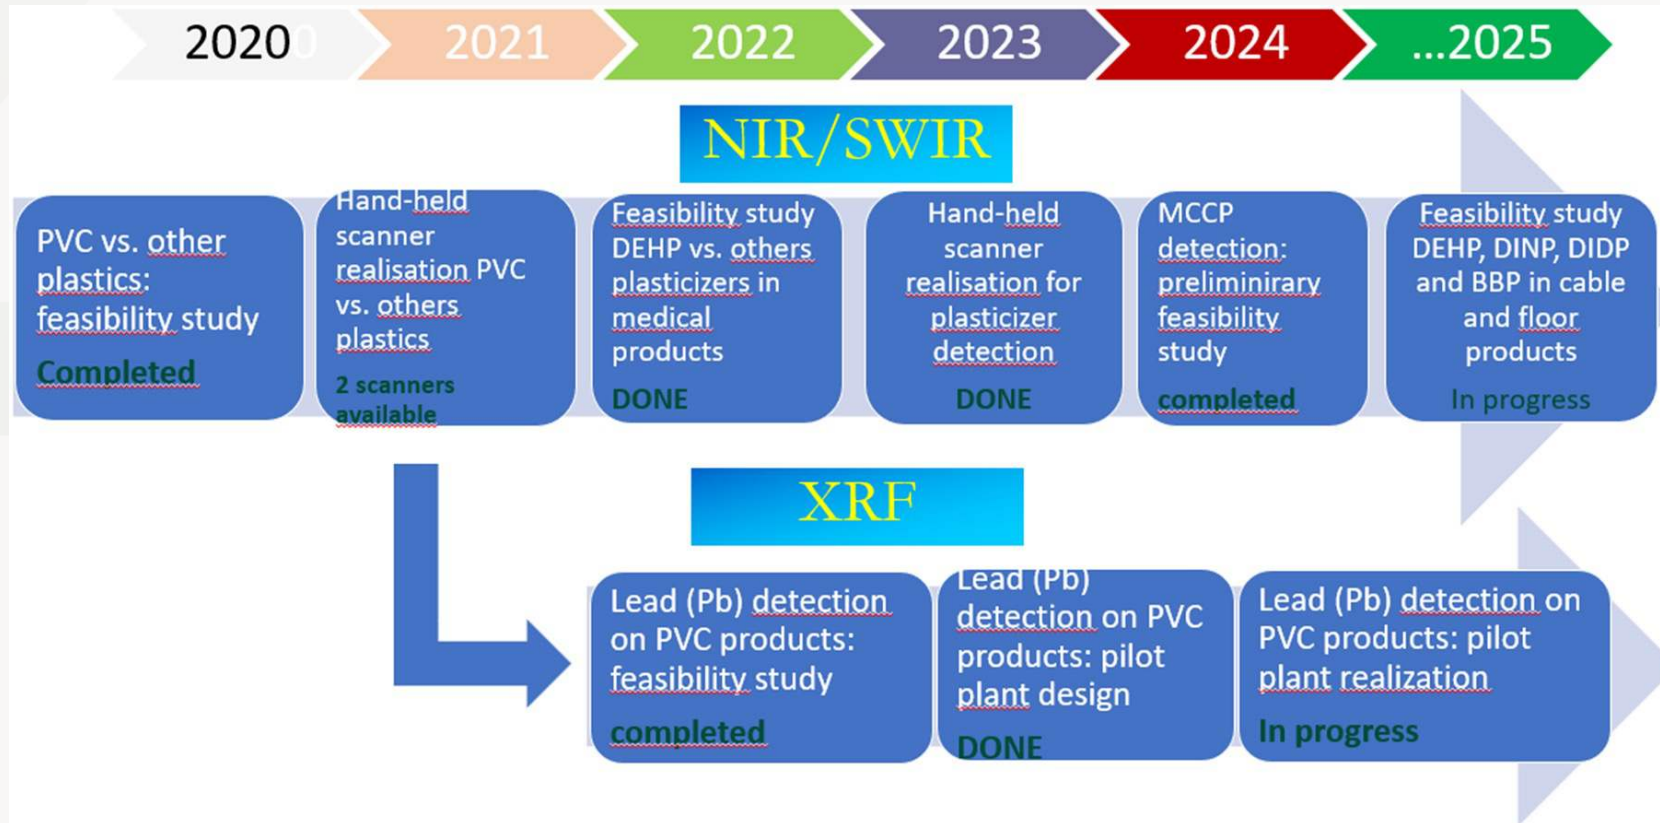 2020
2021
2022
2023
2024
...2025
NIR/SWIR
PVC vs. other
plastics:
feasibility study
Completed
Hand-held
scanner
realisation PVC
vs. others
plastics
2 scanners
available
Feasibility study
DEHP vs. others
plasticizers in
medical
products
DONE
Hand-held
scanner
realisation for
plasticizer
detection
DONE
MCCP
detection:
preliminirary
feasibility
study
completed
Feasibility study
DEHP, DINP, DIDP
and BBP in cable
and floor
products
In progress
XRF
Lead (Pb) detection
on PVC products:
feasibility study
completed
Lead (Pb)
detection on PVC
products: pilot
plant design
DONE
Lead (Pb) detection on
PVC products: pilot
plant realization
In progress